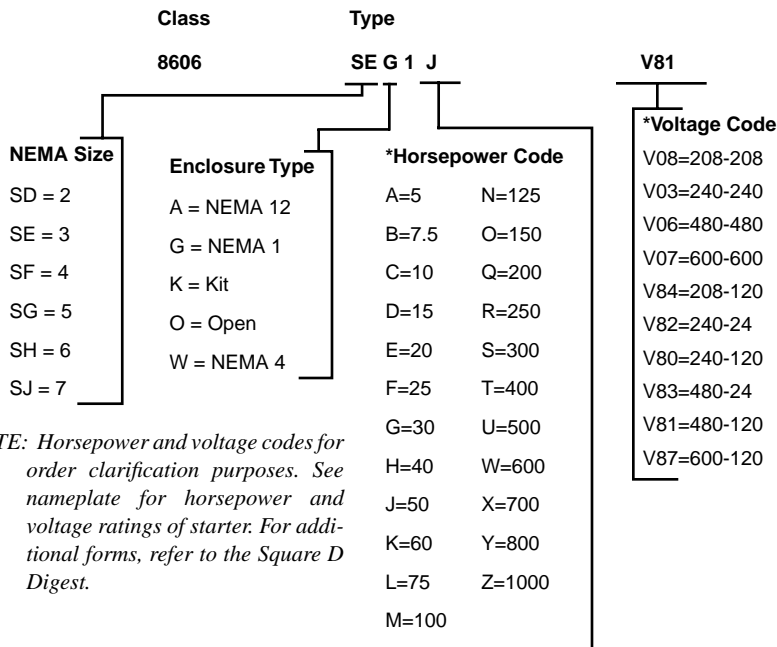 Class Type
8606 SE G 1 J V81
NEMA Size
SD = 2
SE = 3
SF = 4
SG = 5
SH = 6
SJ = 7
Enclosure Type
A = NEMA 12
G = NEMA 1
K = Kit
O = Open
W = NEMA 4
*Horsepower Code
A=5 N=125
B=7.5 O=150
C=10 Q=200
D=15 R=250
E=20 S=300
F=25 T=400
G=30 U=500
H=40 W=600
J=50 X=700
K=60 Y=800
L=75 Z=1000
M=100
*Voltage Code
V08=208-208
V03=240-240
V06=480-480
V07=600-600
V84=208-120
V82=240-24
V80=240-120
V83=480-24
V81=480-120
V87=600-120
TE: Horsepower and voltage codes for
order clarification purposes. See
nameplate for horsepower and
voltage ratings of starter. For addi-
tional forms, refer to the Square D
Digest.